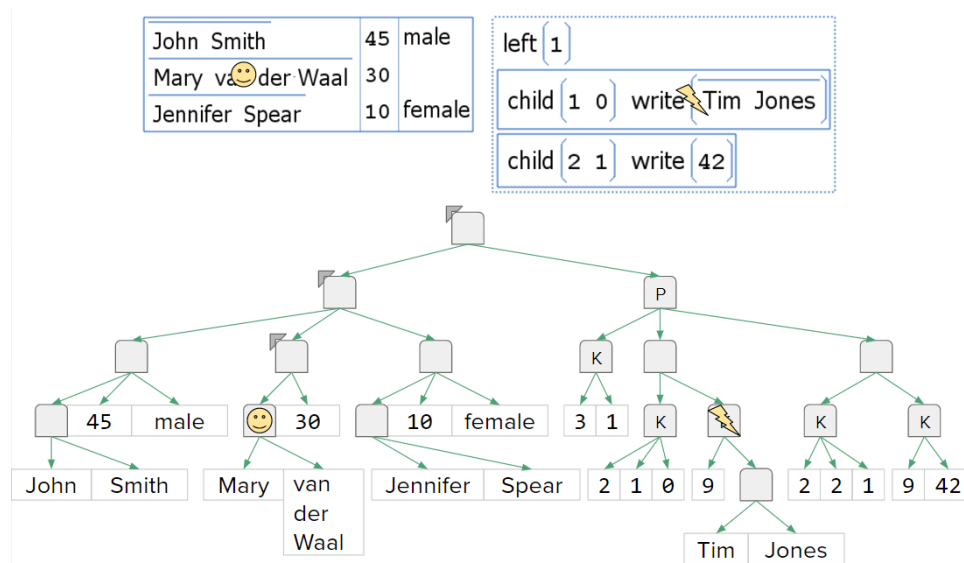 John Smith 45 male
Mary va der Waal 30
Jennifer Spear 10 female
left (1)
child (1 0) write (Tim Jones)
child (2 1) write (42)
P
K
45 male 30 10 female 3 1 K K K
John Smith Mary van der Waal Jennifer Spear 2 1 0 9 2 2 1 9 42
Tim Jones